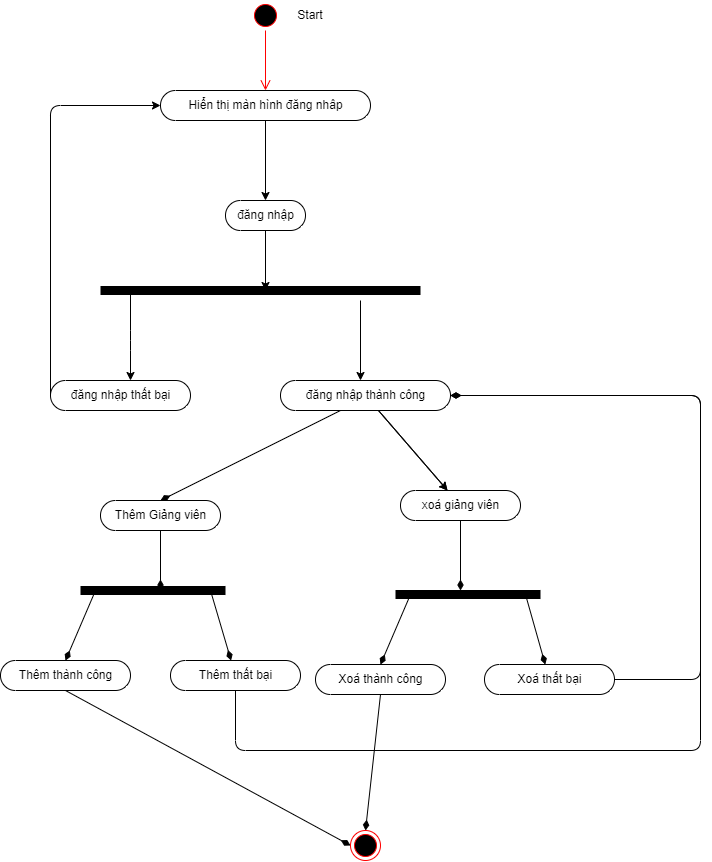 Start
Hiển thị màn hình đăng nhâp
đăng nhập
đăng nhập thất bại
đăng nhập thành công
Thêm Giảng viên
xoá giảng viên
Thêm thành công
Thêm thất bại
Xoá thành công
Xoá thất bại